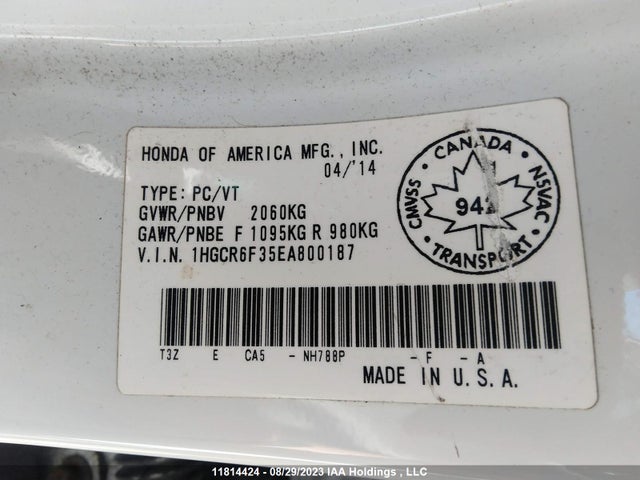 HONDA OF AMERICA MFG., INC.
04/'14
TYPE: PC/VT
GVWR/PNBV 2060KG
GAWR/PNBE F 1095KG R 980KG
V.I.N. 1HGCR6F35EA800187
CANADA
CMVSS
NSVAC
TRANSPORT
T3Z E CA5 - NH788P - F - A
MADE IN U.S.A.
11814424 - 08/29/2023 IAA Holdings , LLC